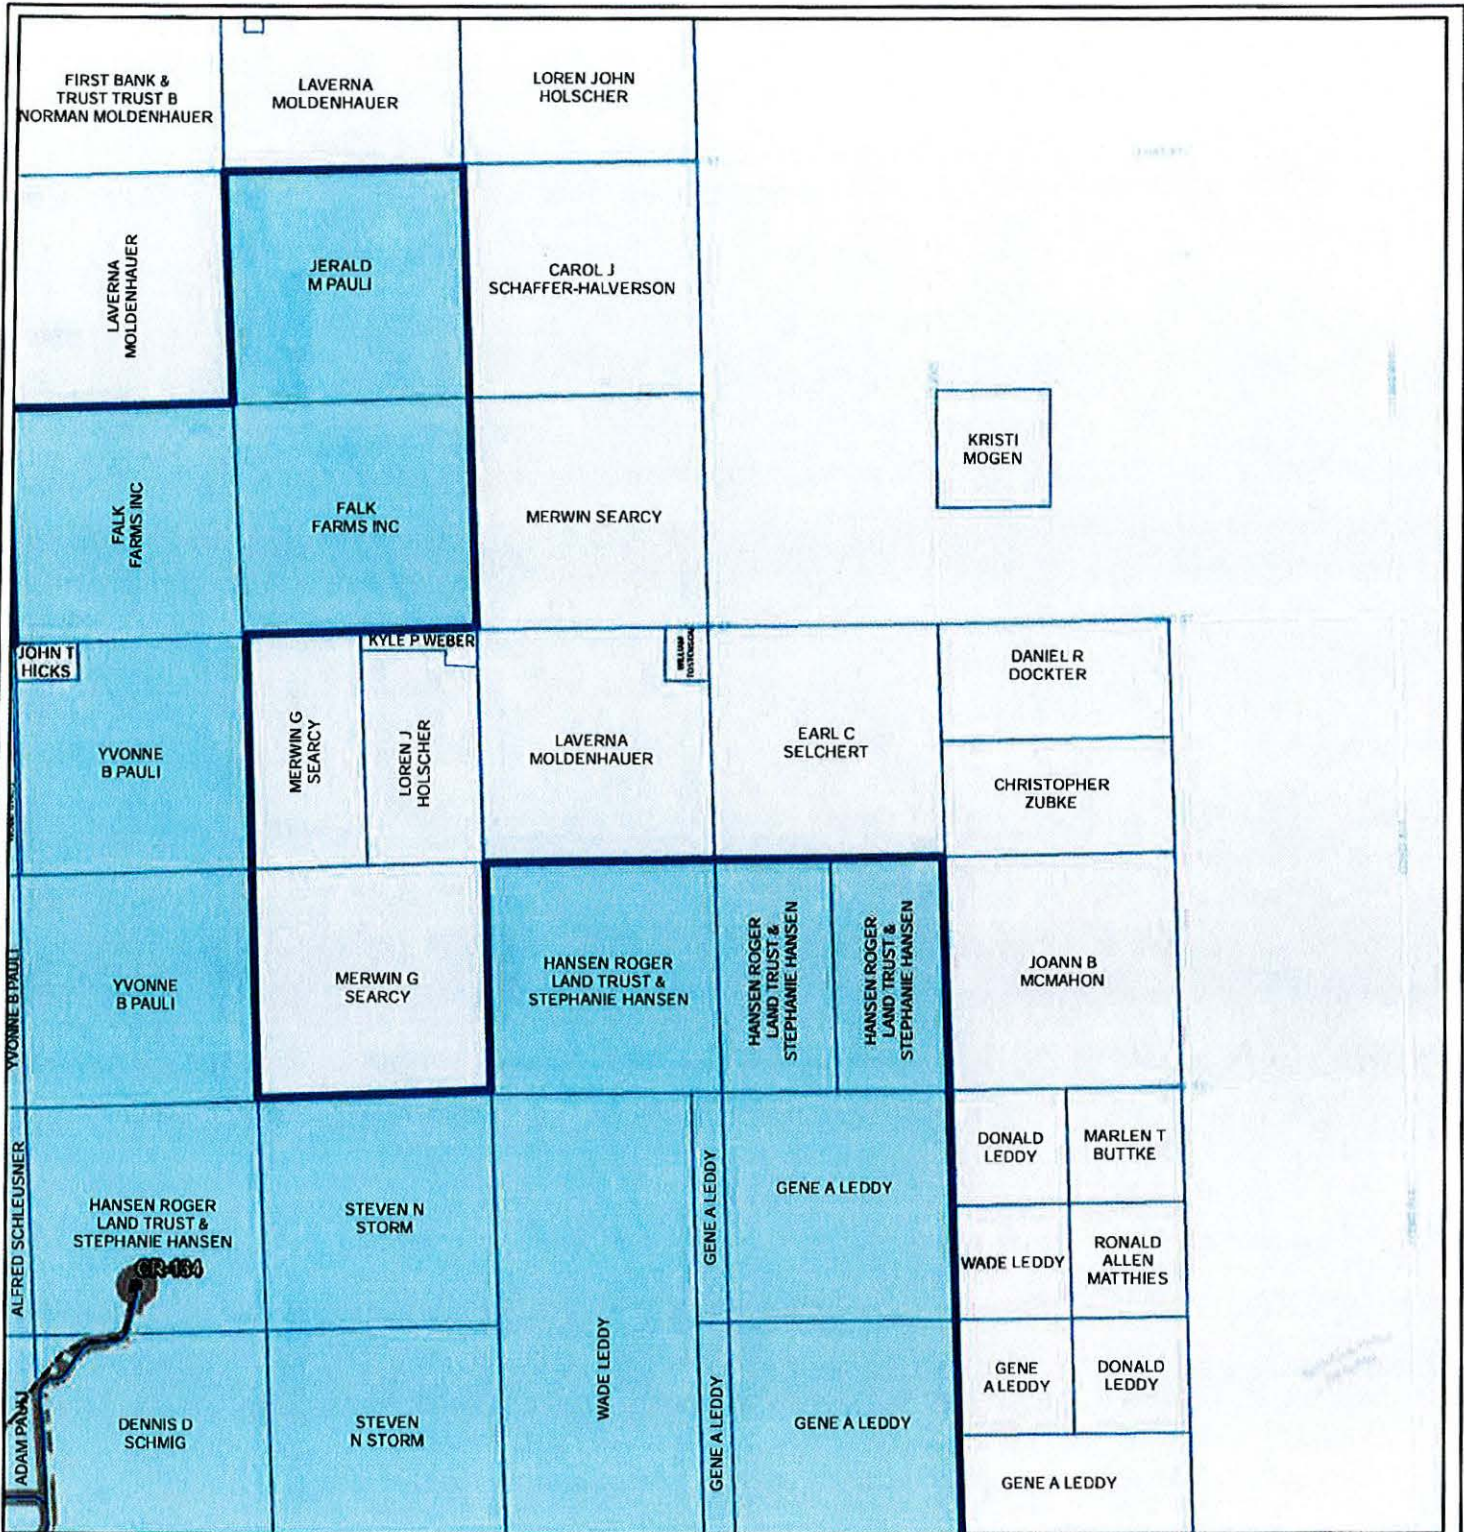 FIRST BANK &
TRUST TRUST B
NORMAN MOLDENHAUER
LAVERNA
MOLDENHAUER
LOREN JOHN
HOLSCHER
LAVERNA
MOLDENHAUER
JERALD
M PAULI
CAROL J
SCHAFFER-HALVERSON
KRISTI
MOGEN
FALK
FARMS INC
FALK
FARMS INC
MERWIN SEARCY
JOHN T
HICKS
KYLE P WEBER
WILLIAM
DANIEL R
DOCKTER
YVONNE
B PAULI
MERWIN G
SEARCY
LOREN J
HOLSCHER
LAVERNA
MOLDENHAUER
EARL C
SELCHERT
CHRISTOPHER
ZUBKE
YVONNE B PAULI
YVONNE
B PAULI
MERWIN G
SEARCY
HANSEN ROGER
LAND TRUST &
STEPHANIE HANSEN
HANSEN ROGER
LAND TRUST &
STEPHANIE HANSEN
HANSEN ROGER
LAND TRUST &
STEPHANIE HANSEN
JOANN B
MCMAHON
ALFRED SCHLEUSNER
HANSEN ROGER
LAND TRUST &
STEPHANIE HANSEN
CR-134
STEVEN N
STORM
WADE LEDDY
GENE A LEDDY
GENE A LEDDY
DONALD
LEDDY
MARLEN T
BUTTKE
WADE LEDDY
RONALD
ALLEN
MATTHIES
ADAM PAULI
DENNIS D
SCHMIG
STEVEN
N STORM
GENE A LEDDY
GENE A LEDDY
GENE
A LEDDY
DONALD
LEDDY
GENE A LEDDY